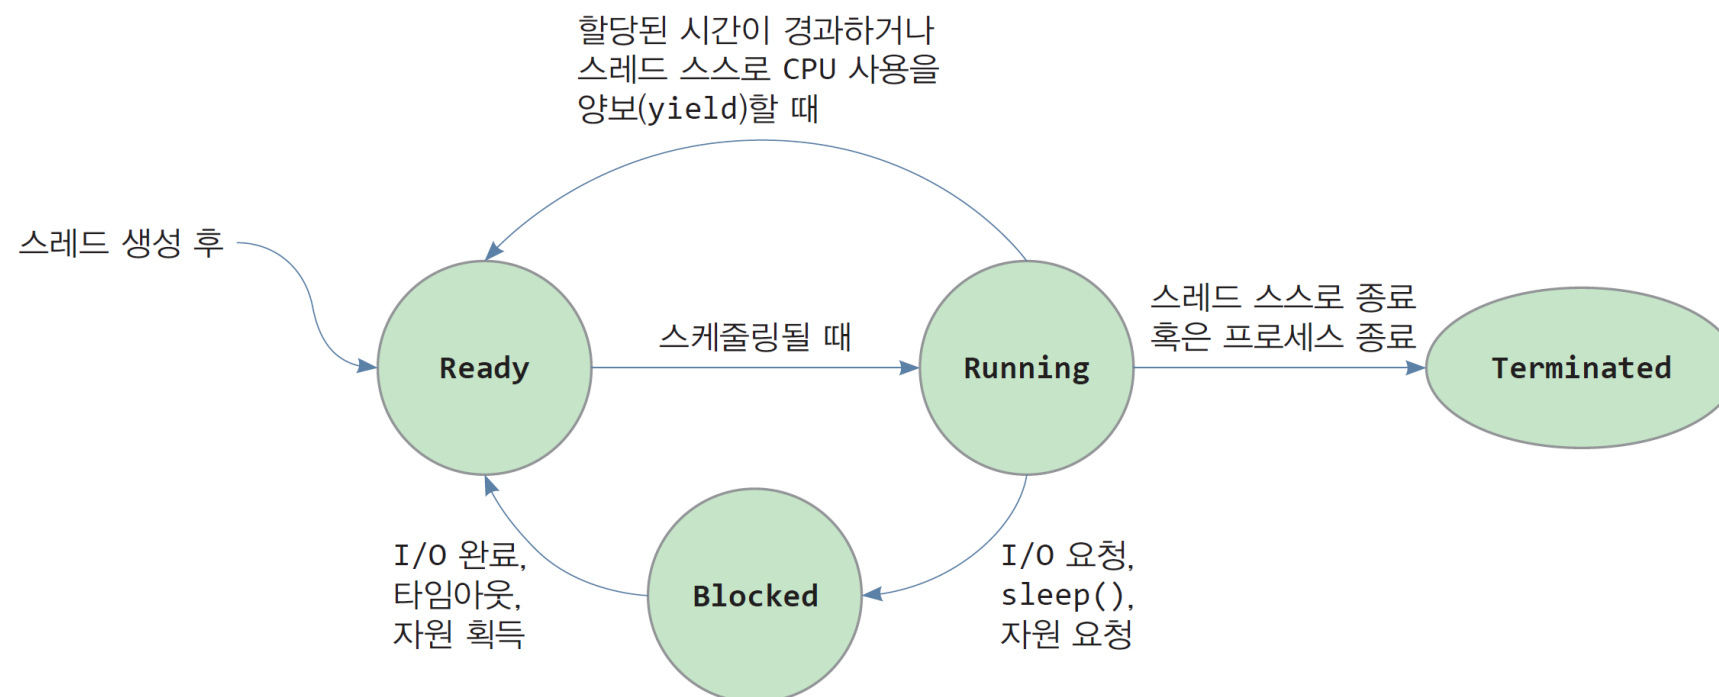 할당된 시간이 경과하거나
스레드 스스로 CPU 사용을
양보(yield)할 때
스레드 생성 후
Ready
스케줄링될 때
Running
스레드 스스로 종료
혹은 프로세스 종료
Terminated
I/O 완료,
타임아웃,
자원 획득
Blocked
I/O 요청,
sleep(),
자원 요청